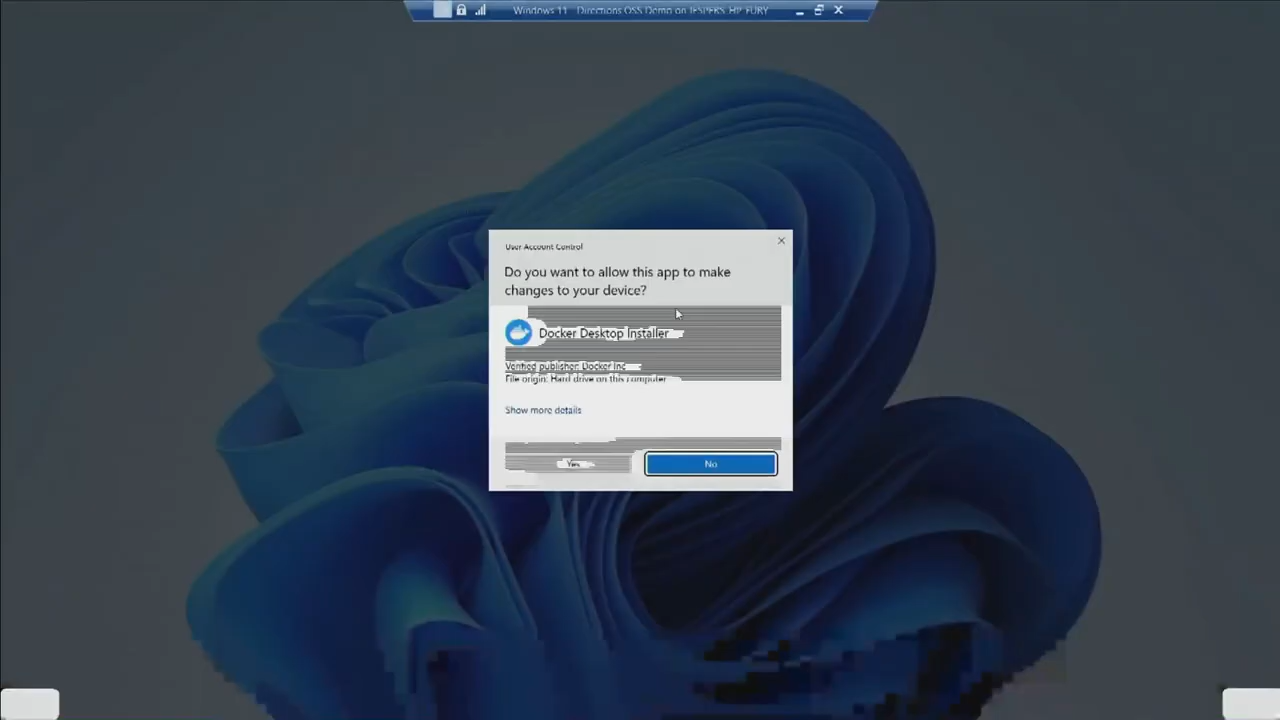 Windows 11 - Directions OSS Demo on JESPERS-HP-FURY
User Account Control
Do you want to allow this app to make
changes to your device?
Docker Desktop Installer
Verified publisher: Docker Inc
File origin: Hard drive on this computer
Show more details
Yes
No